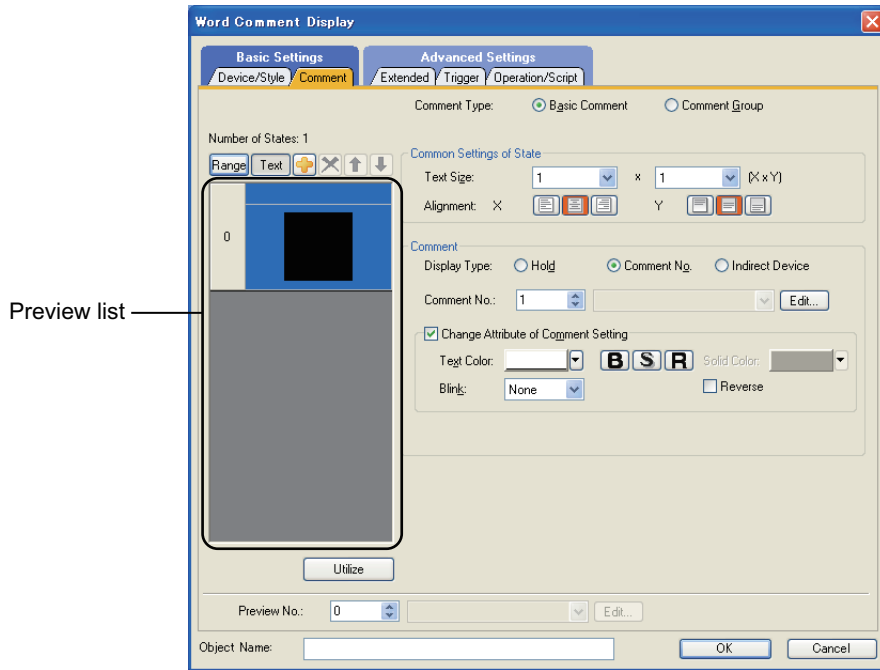 Word Comment Display
Basic Settings Advanced Settings
Device/Style Comment Extended Trigger Operation/Script
Comment Type: Basic Comment Comment Group
Number of States: 1
Range Text
Common Settings of State
Text Size: 1 x 1 (X x Y)
Alignment: X Y
0
Comment
Display Type: Hold Comment No. Indirect Device
Preview list
Comment No.: 1 Edit...
Change Attribute of Comment Setting
Text Color: B S R Solid Color:
Blink: None Reverse
Utilize
Preview No.: 0 Edit...
Object Name: OK Cancel